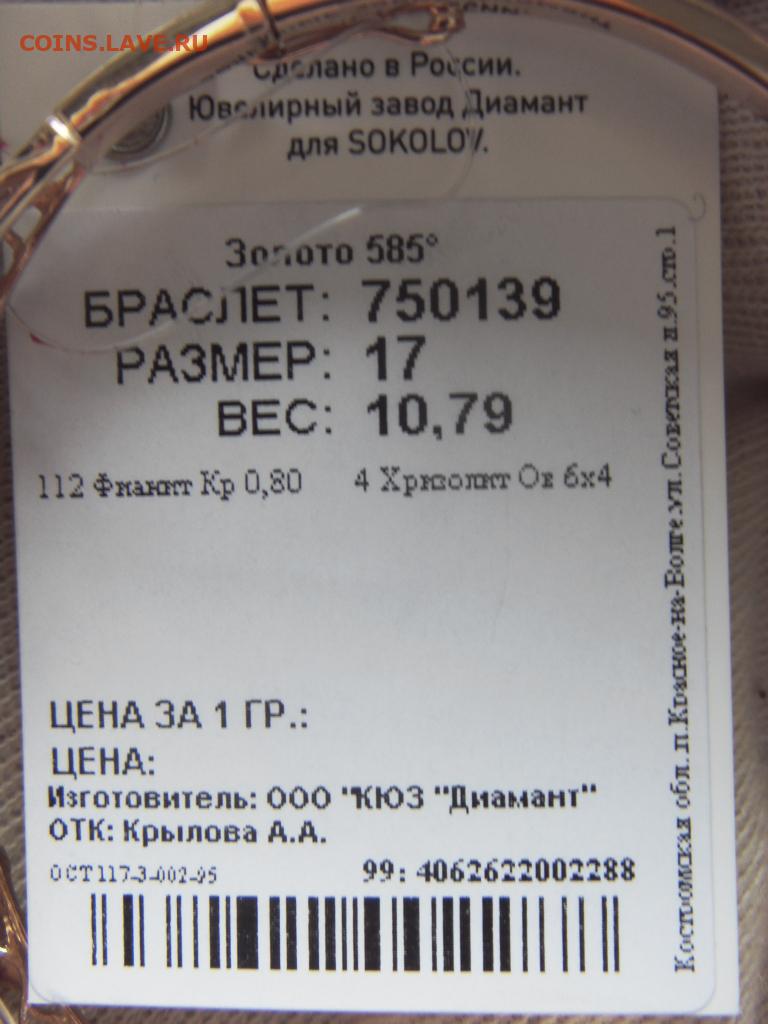 COINS.LAVE.RU
Сделано в России.
Ювелирный завод Диамант
для SOKOLOV.
Золото 585°
БРАСЛЕТ: 750139
РАЗМЕР: 17
ВЕС: 10,79
112 Фианит Кр 0,80 4 Хризолит Ов 6х4
ЦЕНА ЗА 1 ГР.:
ЦЕНА:
Изготовитель: ООО "КЮЗ "Диамант"
ОТК: Крылова А.А.
ОСТ117-3-002-95
99: 4062622002288
Костромская обл. п.Красное-на-Волге.ул. Советская д.95.стр.1